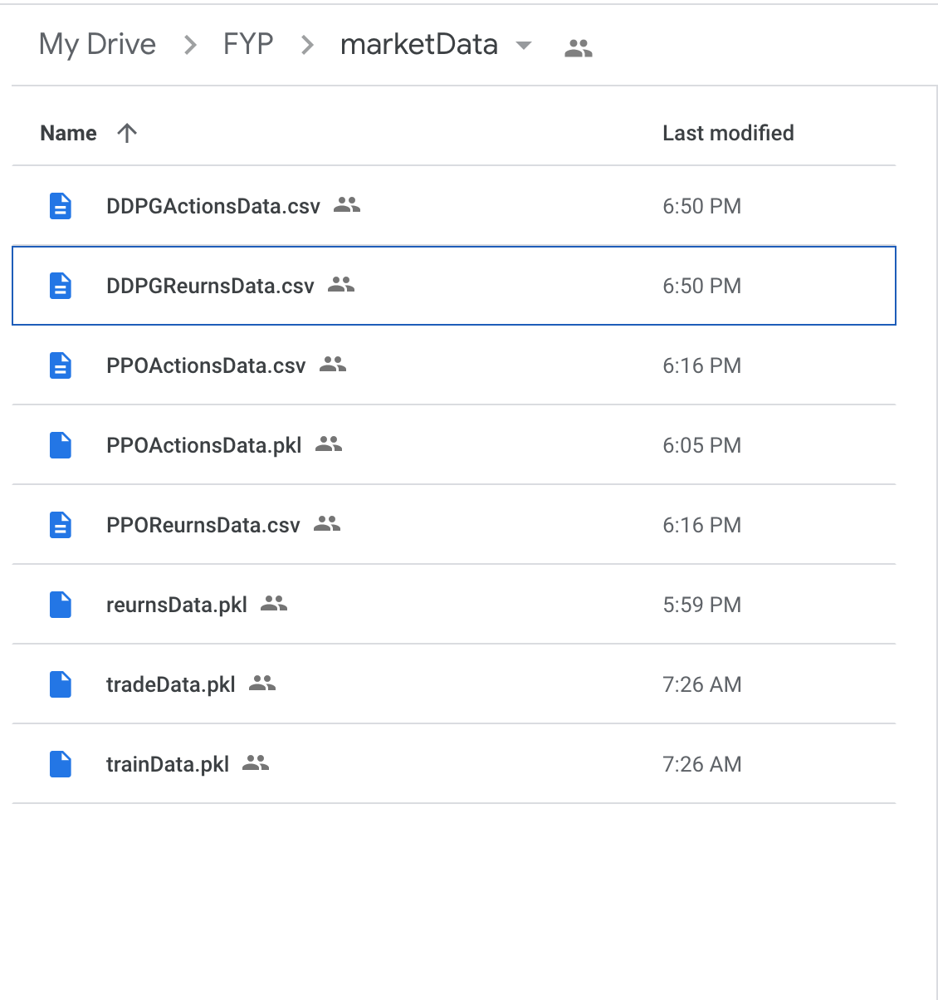 My Drive > FYP > marketData
Name Last modified
DDPGActionsData.csv 6:50 PM
DDPGReurnsData.csv 6:50 PM
PPOActionsData.csv 6:16 PM
PPOActionsData.pkl 6:05 PM
PPOReurnsData.csv 6:16 PM
reurnsData.pkl 5:59 PM
tradeData.pkl 7:26 AM
trainData.pkl 7:26 AM